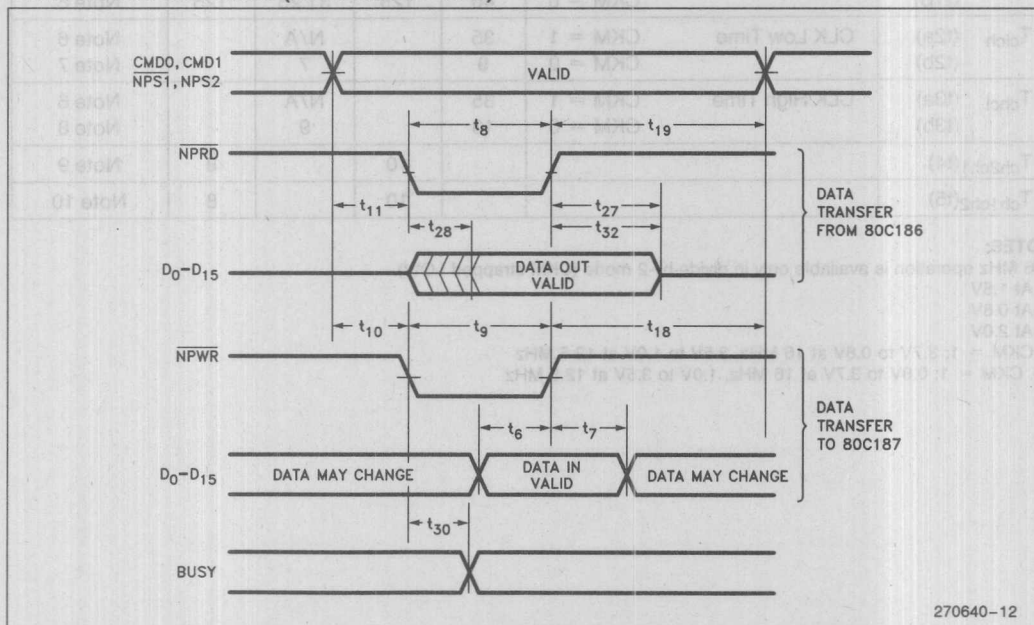 CMD0, CMD1
NPS1, NPS2
VALID
t8
t19
NPRD
t11
t27
t28
t32
DATA
TRANSFER
FROM 80C186
D0–D15
DATA OUT
VALID
t10
t9
t18
NPWR
t6
t7
DATA
TRANSFER
TO 80C187
D0–D15
DATA MAY CHANGE
DATA IN
VALID
DATA MAY CHANGE
t30
BUSY
270640–12